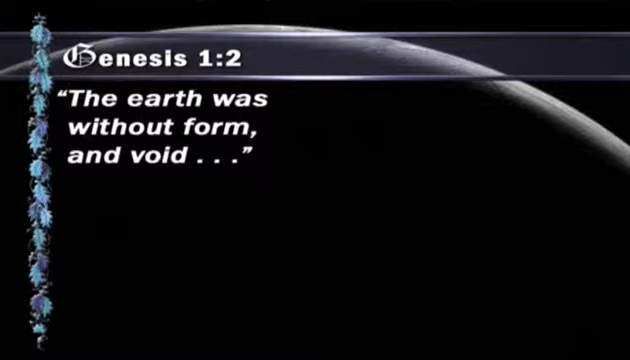 Genesis 1:2
“The earth was
without form,
and void . . .”